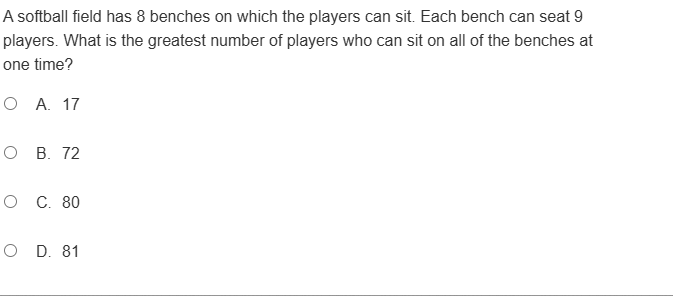 A softball field has 8 benches on which the players can sit. Each bench can seat 9
players. What is the greatest number of players who can sit on all of the benches at
one time?
A. 17
B. 72
C. 80
D. 81